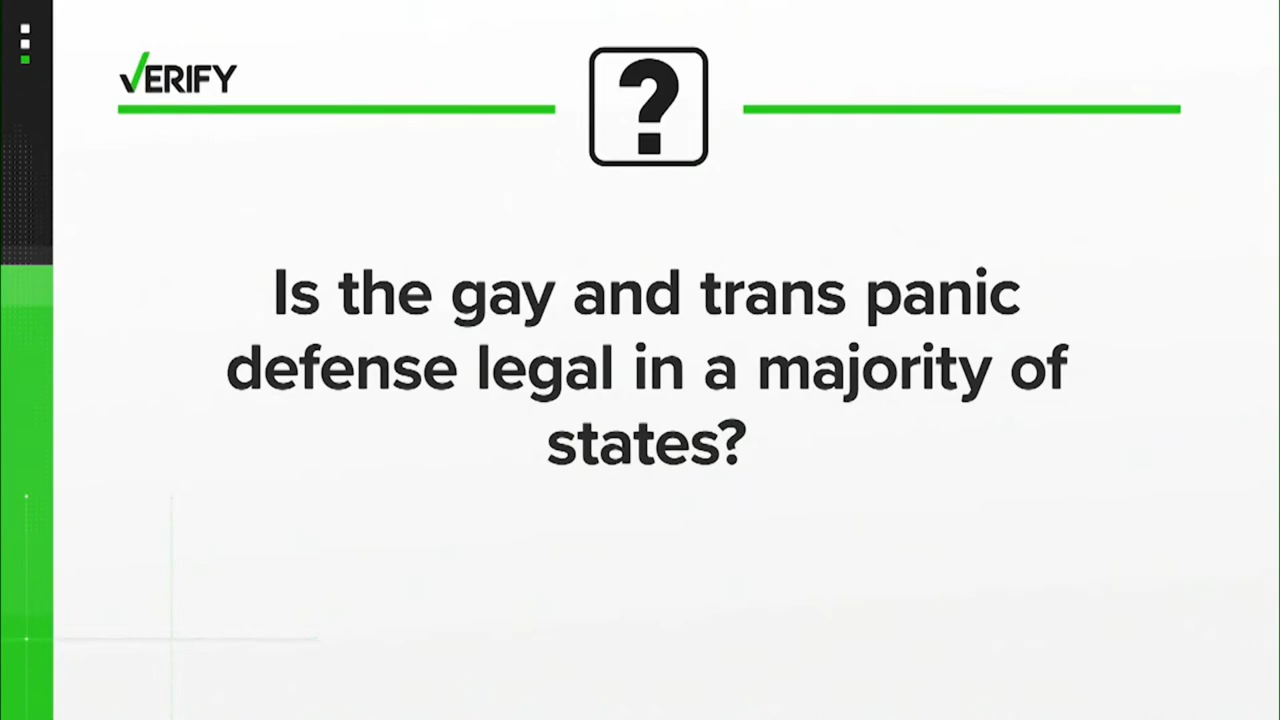 VERIFY
?
Is the gay and trans panic
defense legal in a majority of
states?